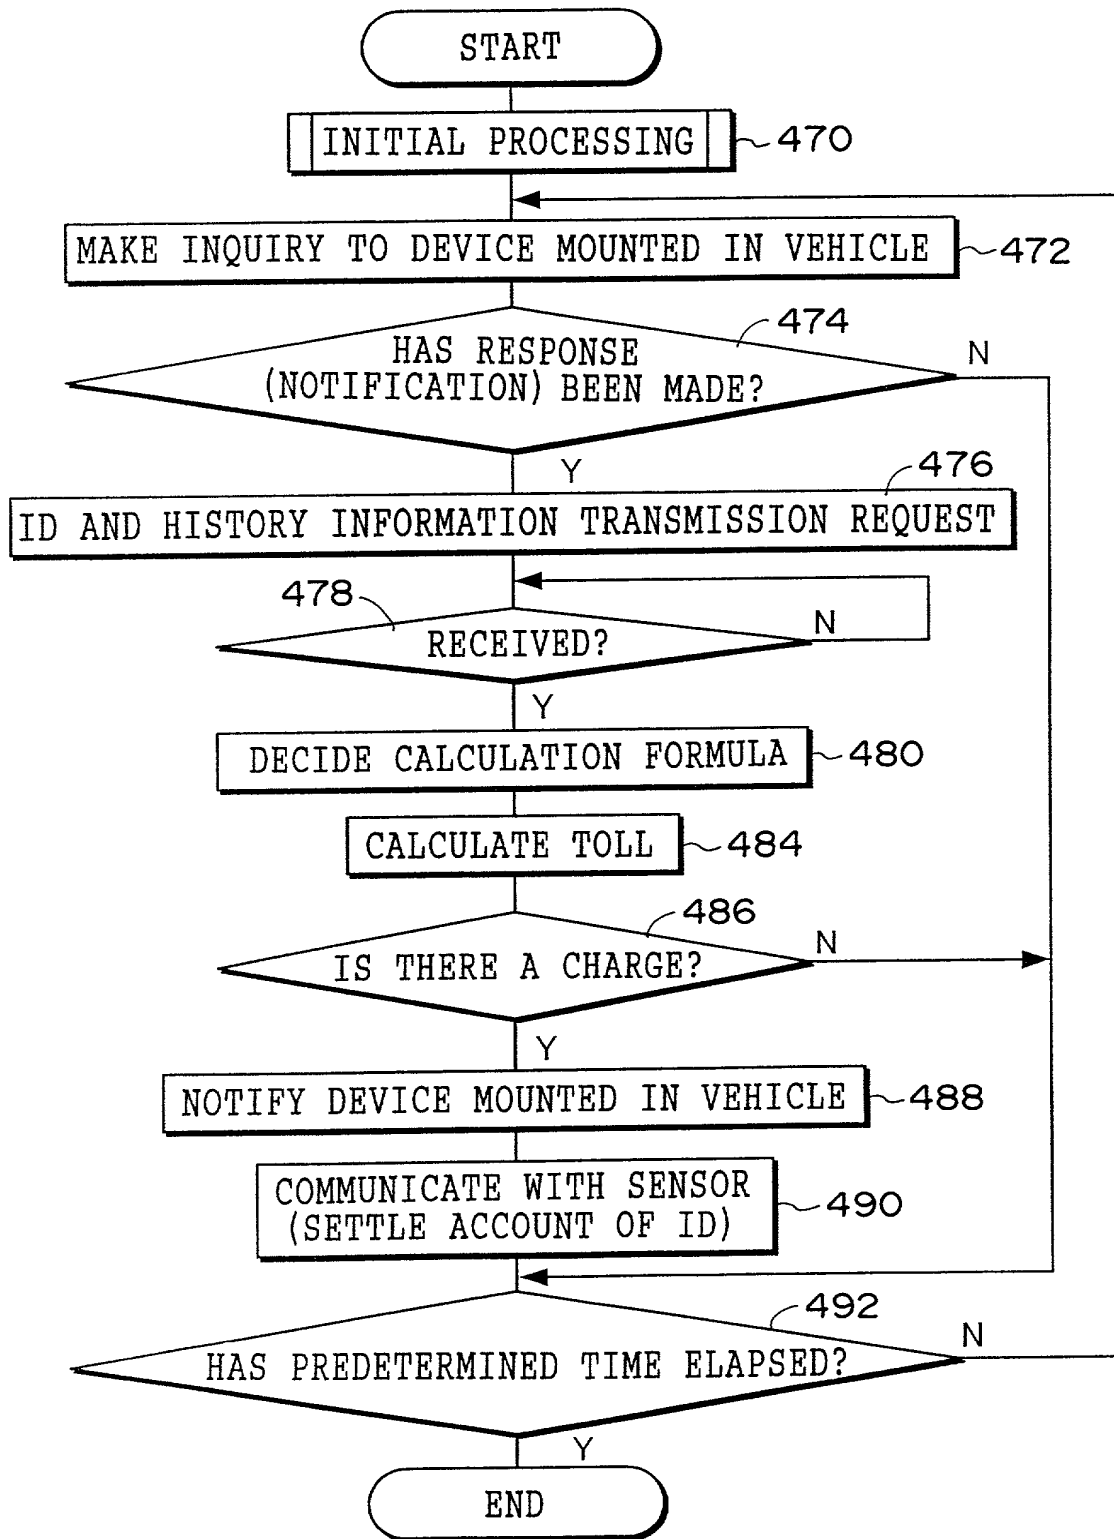 START
INITIAL PROCESSING
470
MAKE INQUIRY TO DEVICE MOUNTED IN VEHICLE
472
474
HAS RESPONSE
(NOTIFICATION) BEEN MADE?
N
Y
476
ID AND HISTORY INFORMATION TRANSMISSION REQUEST
478
RECEIVED?
N
Y
DECIDE CALCULATION FORMULA
480
CALCULATE TOLL
484
486
IS THERE A CHARGE?
N
Y
NOTIFY DEVICE MOUNTED IN VEHICLE
488
COMMUNICATE WITH SENSOR
(SETTLE ACCOUNT OF ID)
490
492
HAS PREDETERMINED TIME ELAPSED?
N
Y
END